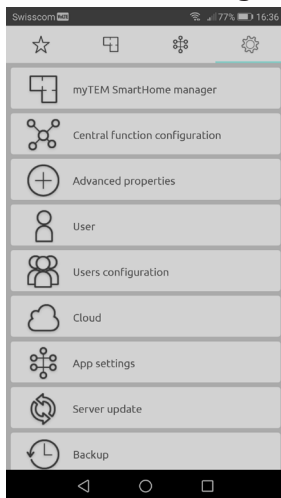 Swisscom 77% 16:36
myTEM SmartHome manager
Central function configuration
Advanced properties
User
Users configuration
Cloud
App settings
Server update
Backup